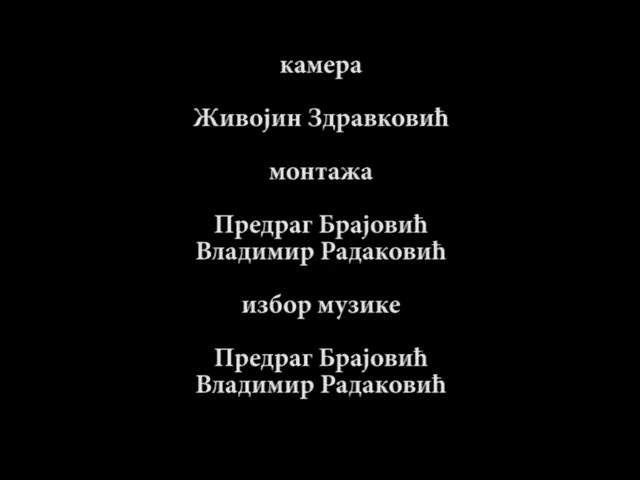 камера
Живојин Здравковић
монтажа
Предраг Брајовић
Владимир Радаковић
избор музике
Предраг Брајовић
Владимир Радаковић